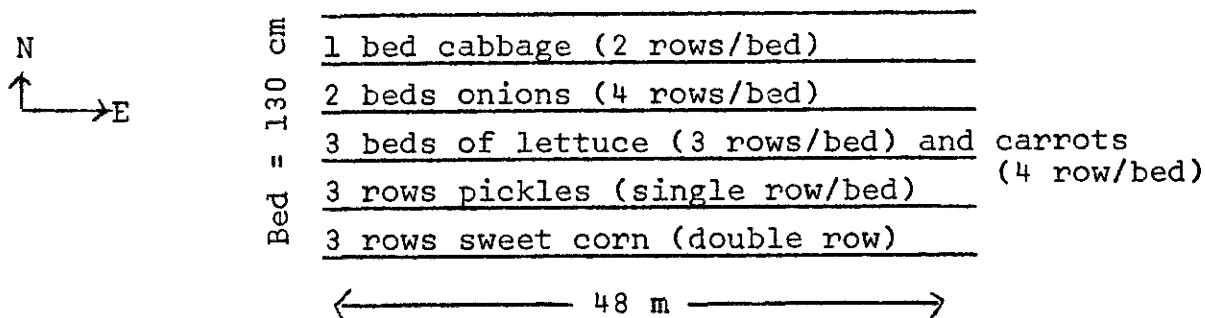 N
E
Bed = 130 cm
1 bed cabbage (2 rows/bed)
2 beds onions (4 rows/bed)
3 beds of lettuce (3 rows/bed) and carrots
(4 row/bed)
3 rows pickles (single row/bed)
3 rows sweet corn (double row)
48 m